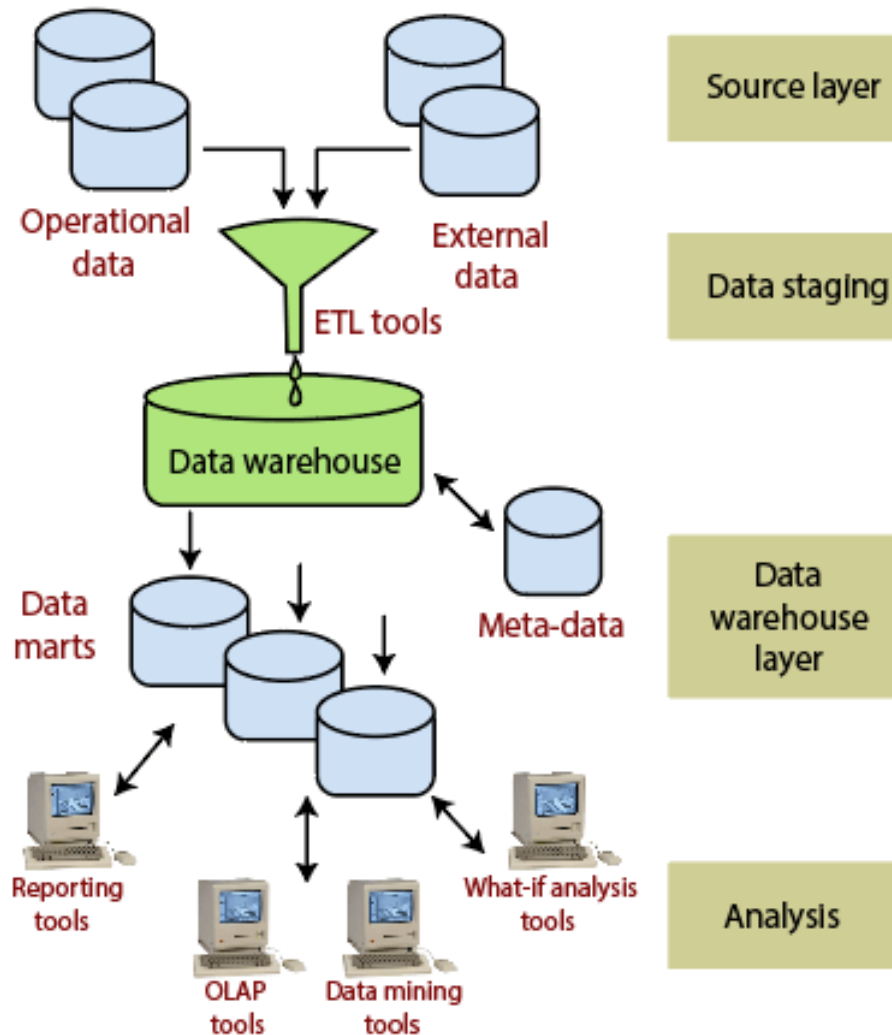 Source layer
Operational
data
External
data
Data staging
ETL tools
Data warehouse
Data
marts
Meta-data
Data
warehouse
layer
Reporting
tools
What-if analysis
tools
OLAP
tools
Data mining
tools
Analysis